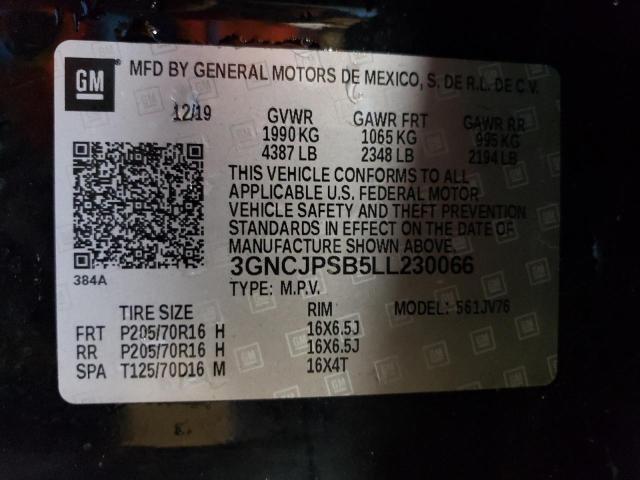 GM
MFD BY GENERAL MOTORS DE MEXICO, S. DE R.L. DE C.V.
12/19 GVWR GAWR FRT GAWR RR
1990 KG 1065 KG 995 KG
4387 LB 2348 LB 2194 LB
THIS VEHICLE CONFORMS TO ALL
APPLICABLE U.S. FEDERAL MOTOR
VEHICLE SAFETY AND THEFT PREVENTION
STANDARDS IN EFFECT ON THE DATE OF
MANUFACTURE SHOWN ABOVE.
3GNCJPSB5LL230066
384A
TYPE: M.P.V.
TIRE SIZE RIM MODEL: 561JV76
FRT P205/70R16 H 16X6.5J
RR P205/70R16 H 16X6.5J
SPA T125/70D16 M 16X4T